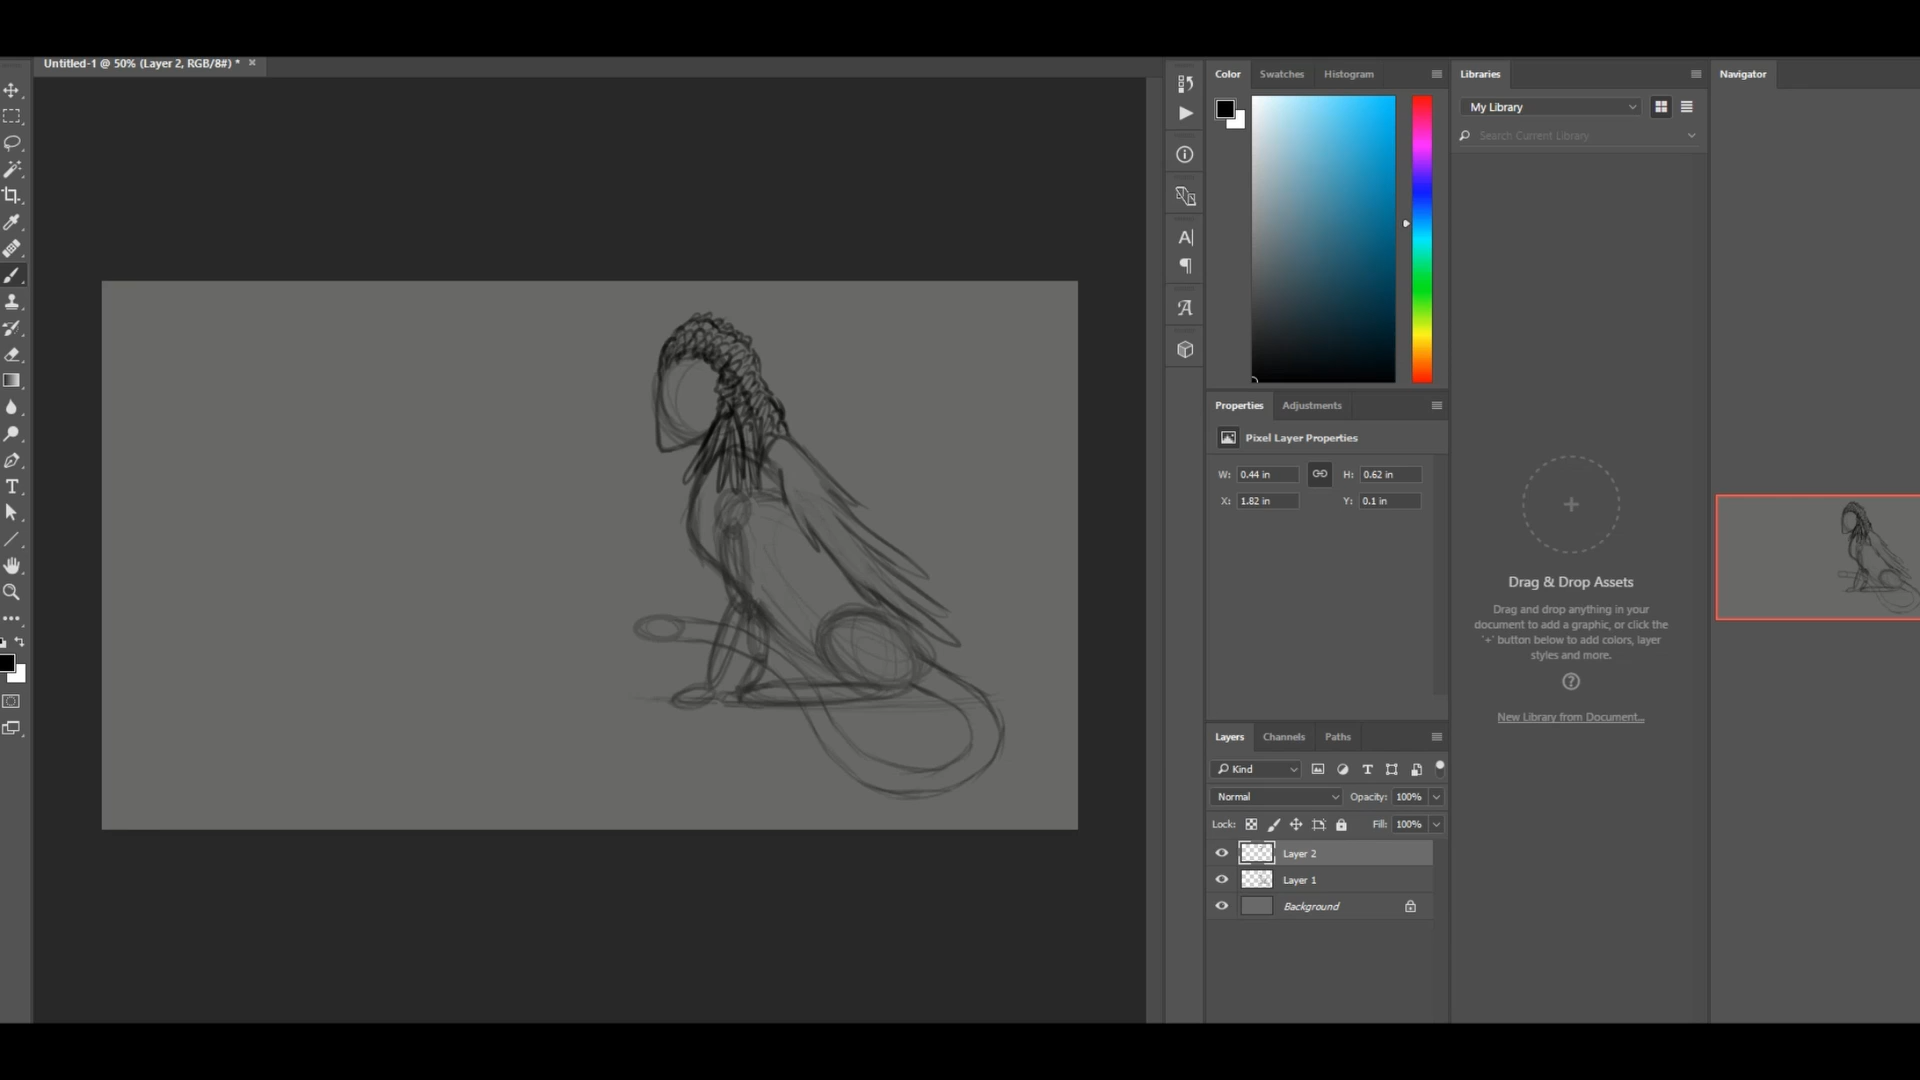 Untitled-1 @ 50% (Layer 2, RGB/8#) *
Color
Swatches
Histogram
Libraries
Navigator
My Library
Search Current Library
Properties
Adjustments
Pixel Layer Properties
W: 0.44 in
H: 0.62 in
X: 1.82 in
Y: 0.1 in
Drag & Drop Assets
Drag and drop anything in your
document to add a graphic, or click the
'+' button below to add colors, layer
styles and more.
New Library from Document...
Layers
Channels
Paths
Kind
Normal
Opacity: 100%
Lock:
Fill: 100%
Layer 2
Layer 1
Background